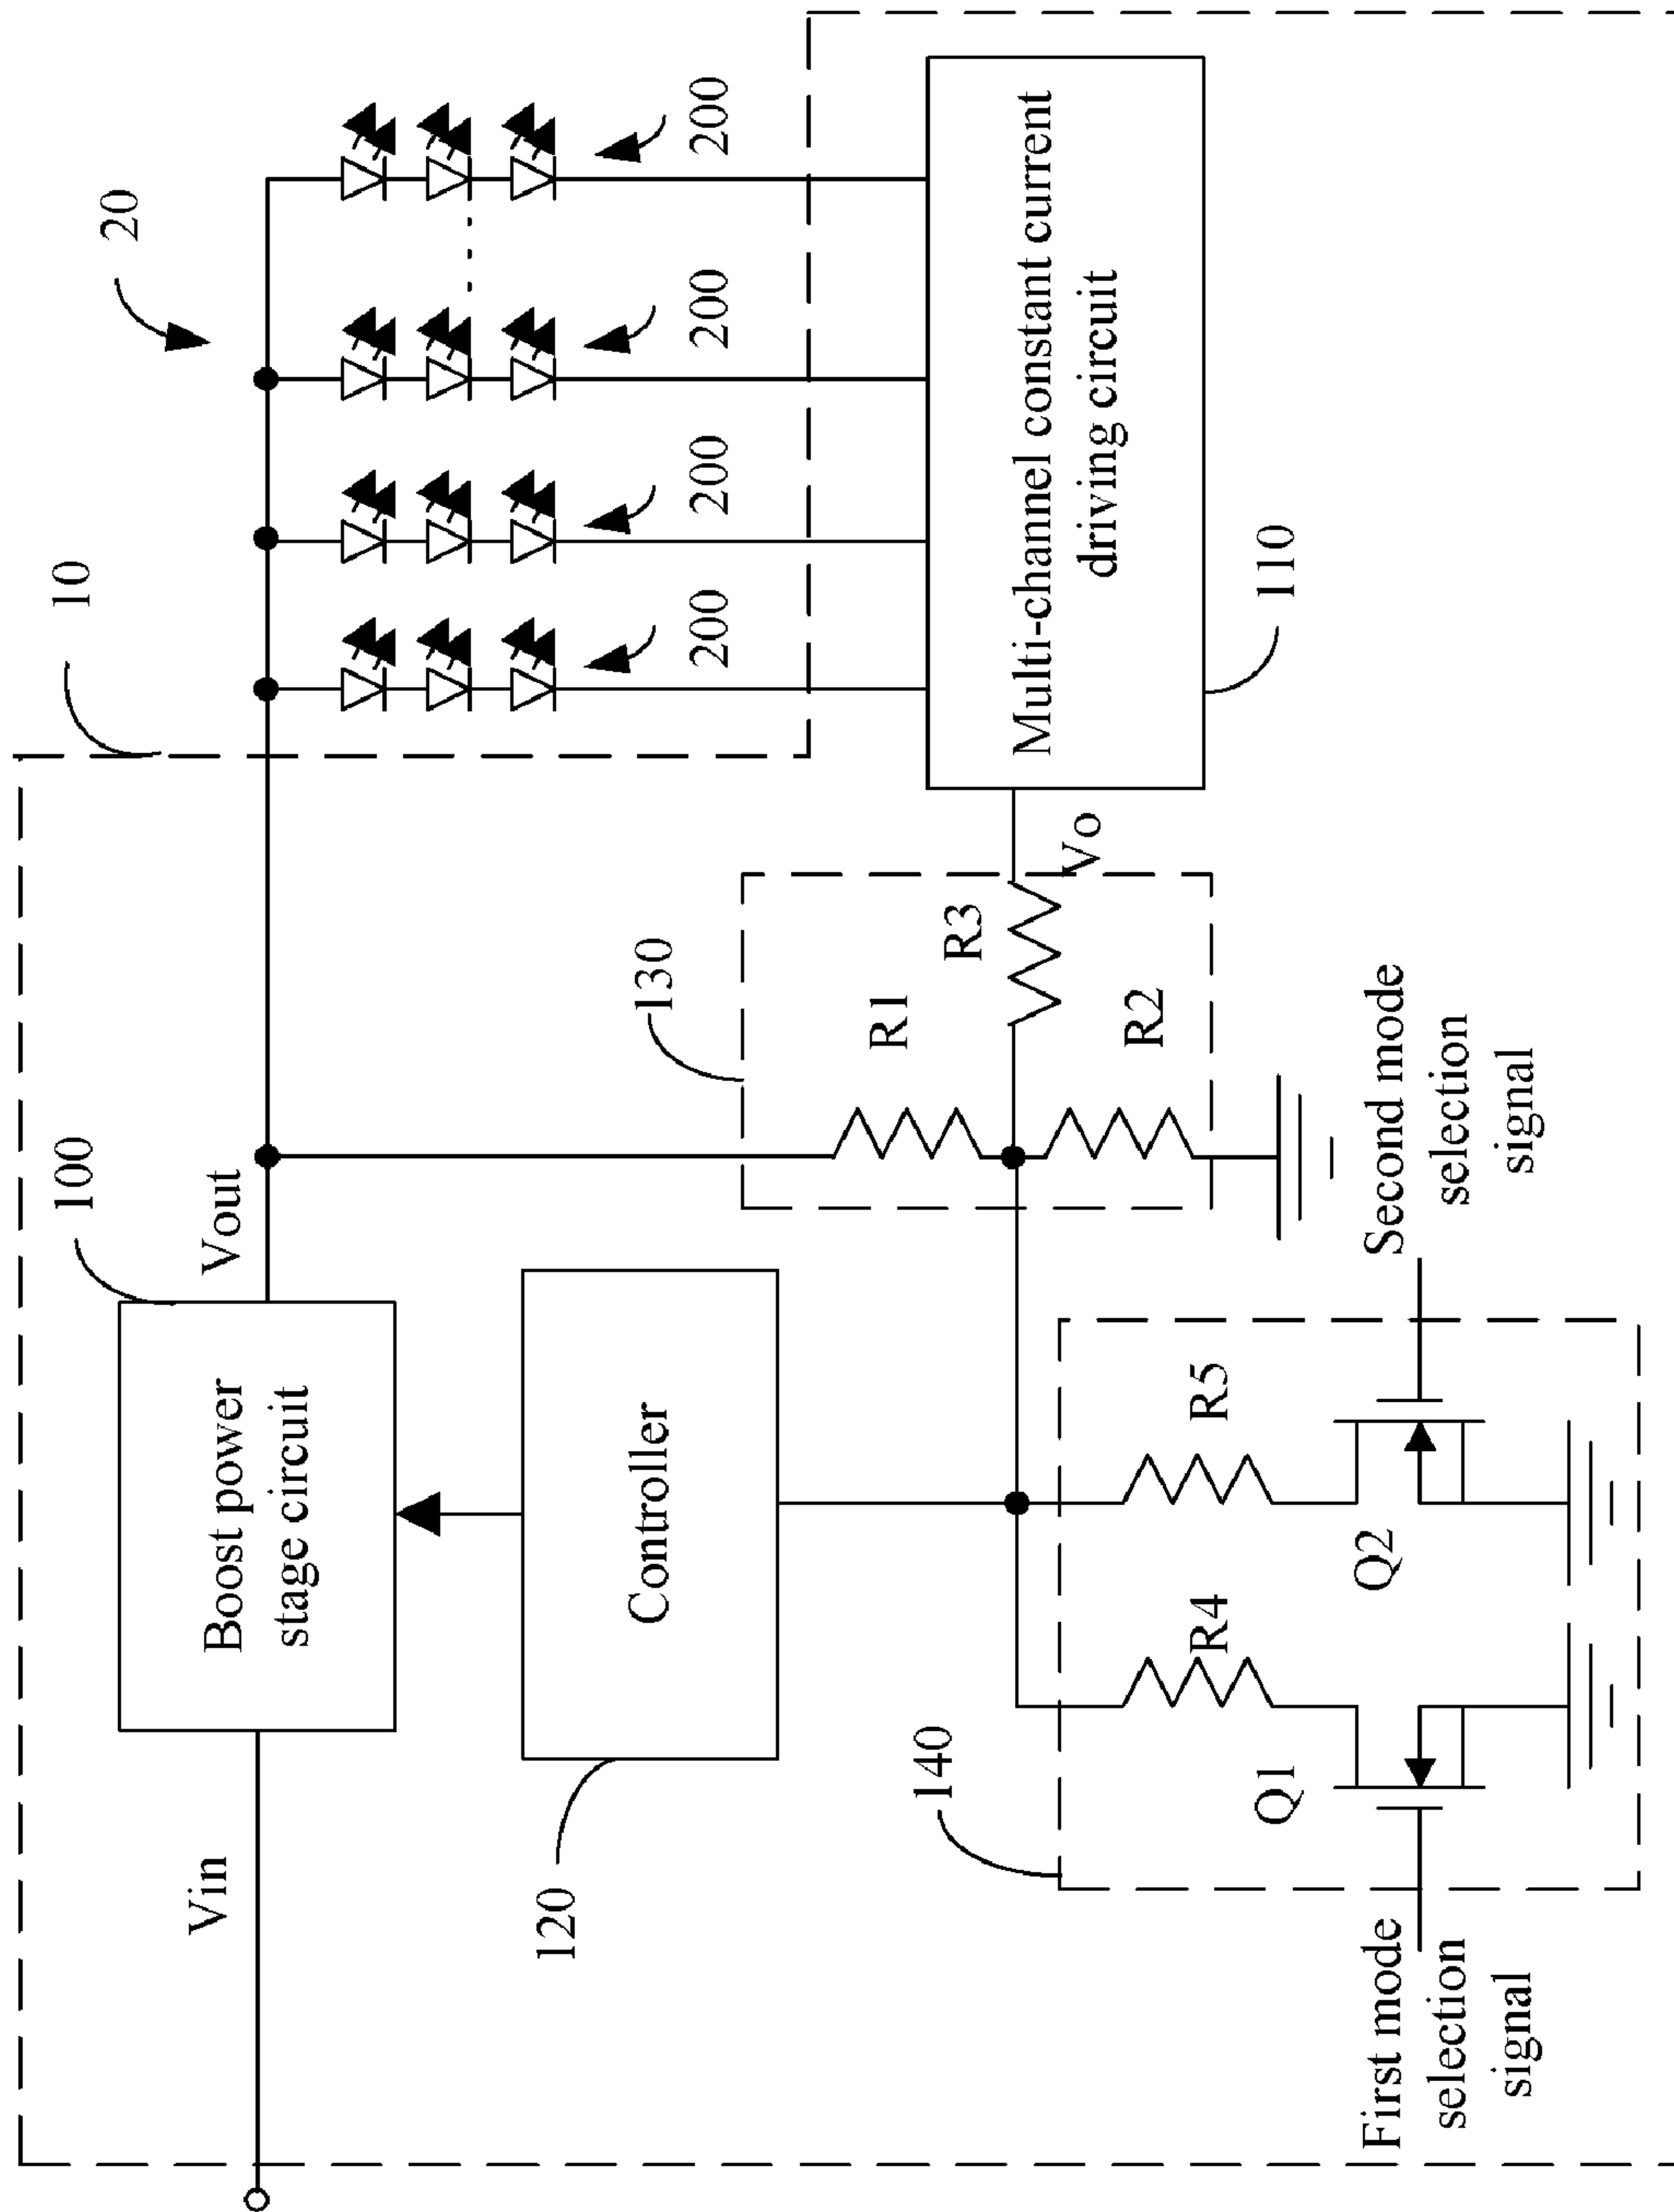 10
20
Vin
Boost power
stage circuit
100
Vout
200
200
200
200
120
Controller
130
R1
R3
R2
Vo
Multi-channel constant current
driving circuit
110
140
R4
R5
Q1
Q2
First mode
selection
signal
Second mode
selection
signal